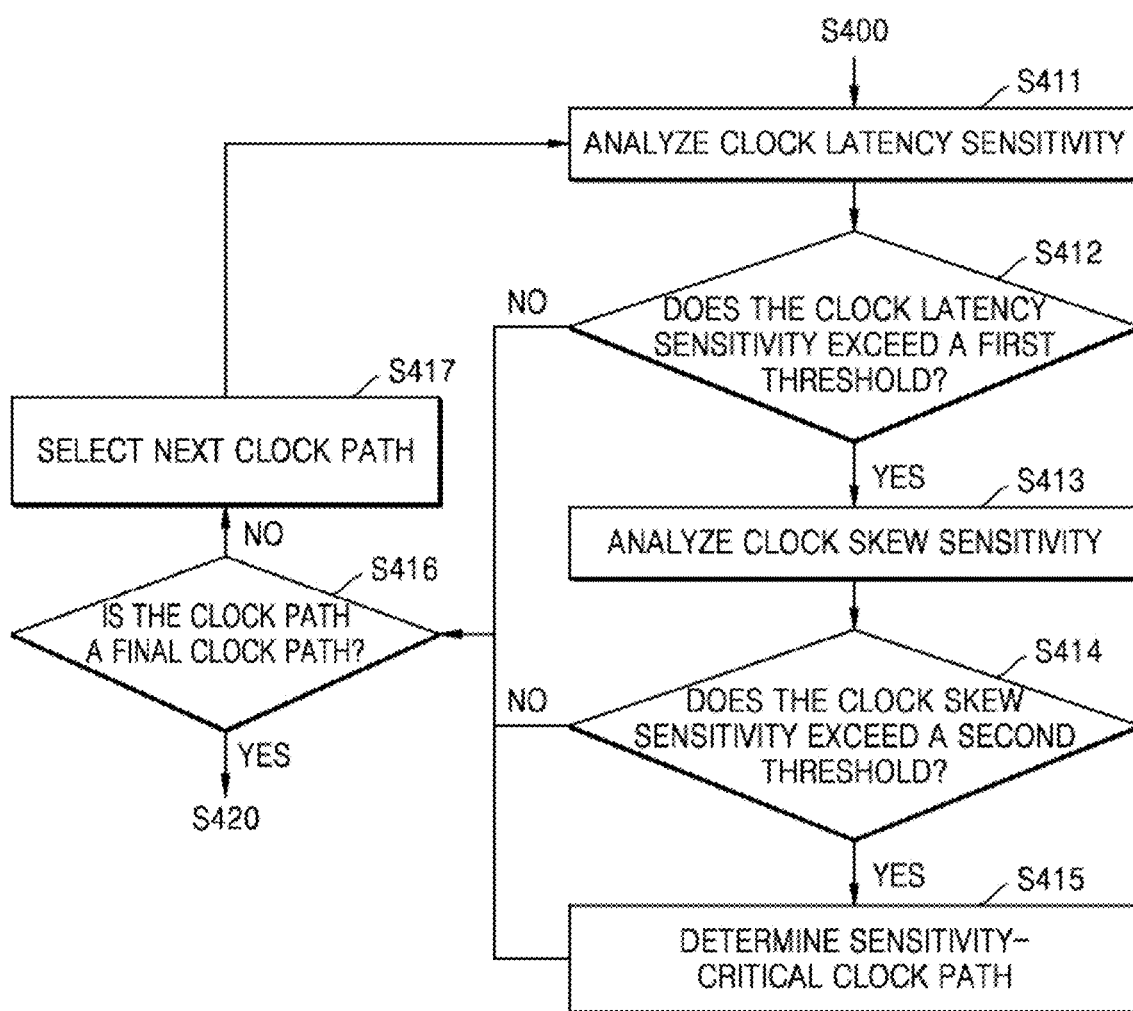 S400
S411
ANALYZE CLOCK LATENCY SENSITIVITY
S412
NO
DOES THE CLOCK LATENCY
SENSITIVITY EXCEED A FIRST
THRESHOLD?
S417
SELECT NEXT CLOCK PATH
YES
S413
NO
ANALYZE CLOCK SKEW SENSITIVITY
S416
IS THE CLOCK PATH
A FINAL CLOCK PATH?
S414
NO
DOES THE CLOCK SKEW
SENSITIVITY EXCEED A SECOND
THRESHOLD?
YES
S420
YES
S415
DETERMINE SENSITIVITY-
CRITICAL CLOCK PATH